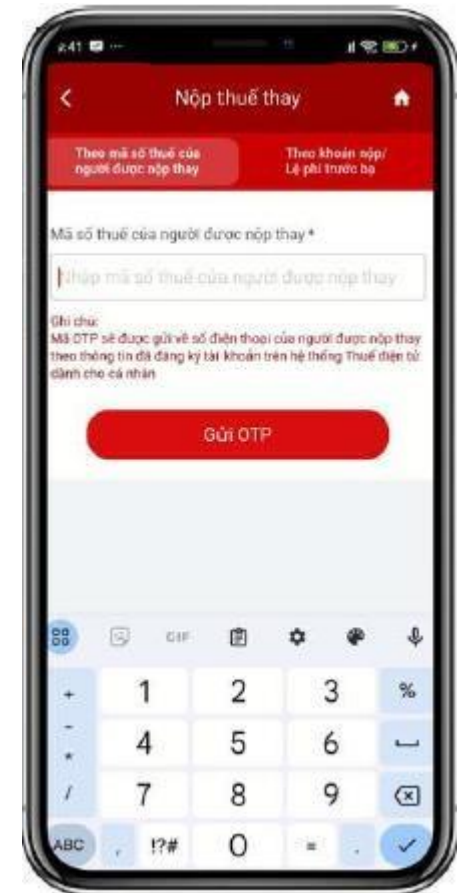 2:41
Nộp thuế thay
Theo mã số thuế của
người được nộp thay
Theo khoản nộp/
Lệ phí trước bạ
Mã số thuế của người được nộp thay *
Nhập mã số thuế của người được nộp thay
Ghi chú:
Mã OTP sẽ được gửi về số điện thoại của người được nộp thay
theo thông tin đã đăng ký tài khoản trên hệ thống Thuế điện tử
dành cho cá nhân
Gửi OTP
GIF
+ 1 2 3 %
- 4 5 6
*
/ 7 8 9
ABC , !?# 0 = .